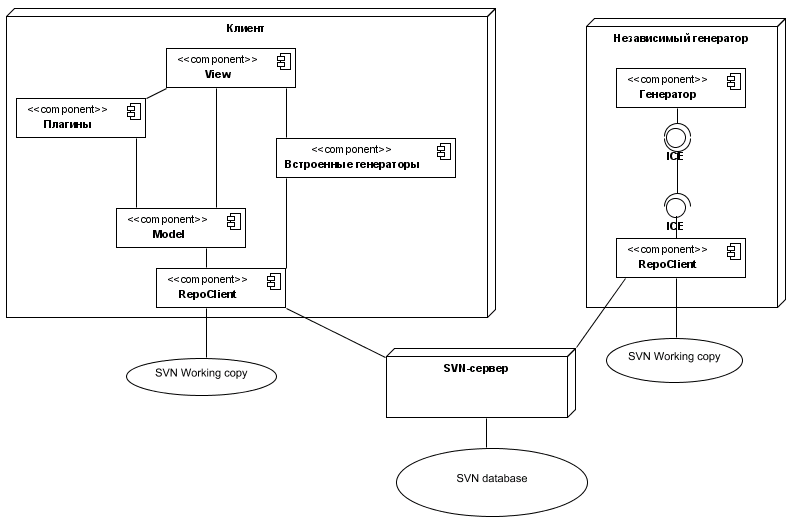 Клиент
<<component>>
View
<<component>>
Плагины
<<component>>
Встроенные генераторы
<<component>>
Model
<<component>>
RepoClient
SVN Working copy
Независимый генератор
<<component>>
Генератор
ICE
ICE
<<component>>
RepoClient
SVN Working copy
SVN-сервер
SVN database